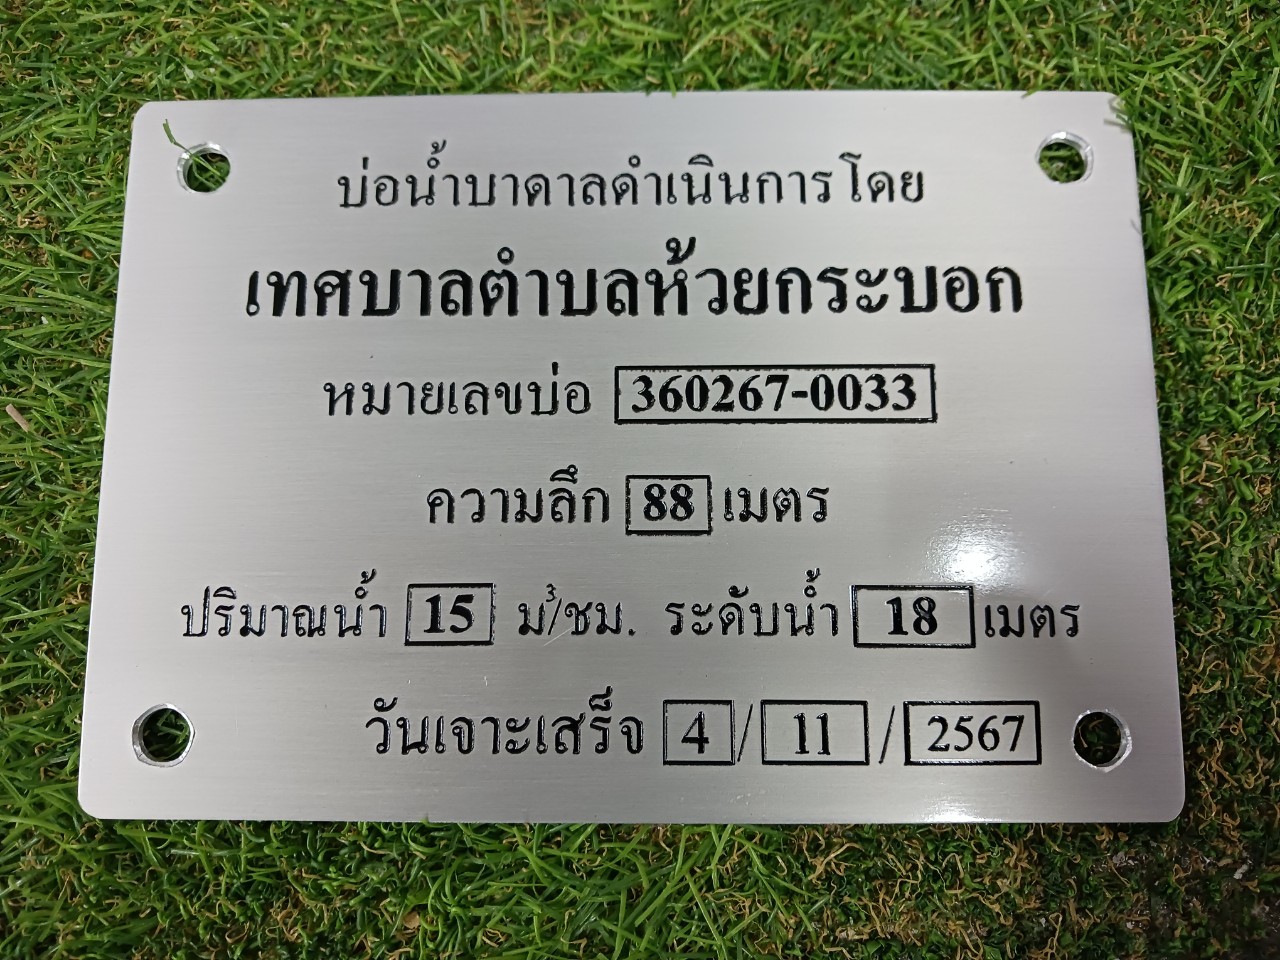 บ่อน้ำบาดาลดำเนินการโดย
เทศบาลตำบลห้วยกระบอก
หมายเลขบ่อ 360267-0033
ความลึก 88 เมตร
ปริมาณน้ำ 15 ม³/ชม. ระดับน้ำ 18 เมตร
วันเจาะเสร็จ 4 / 11 / 2567